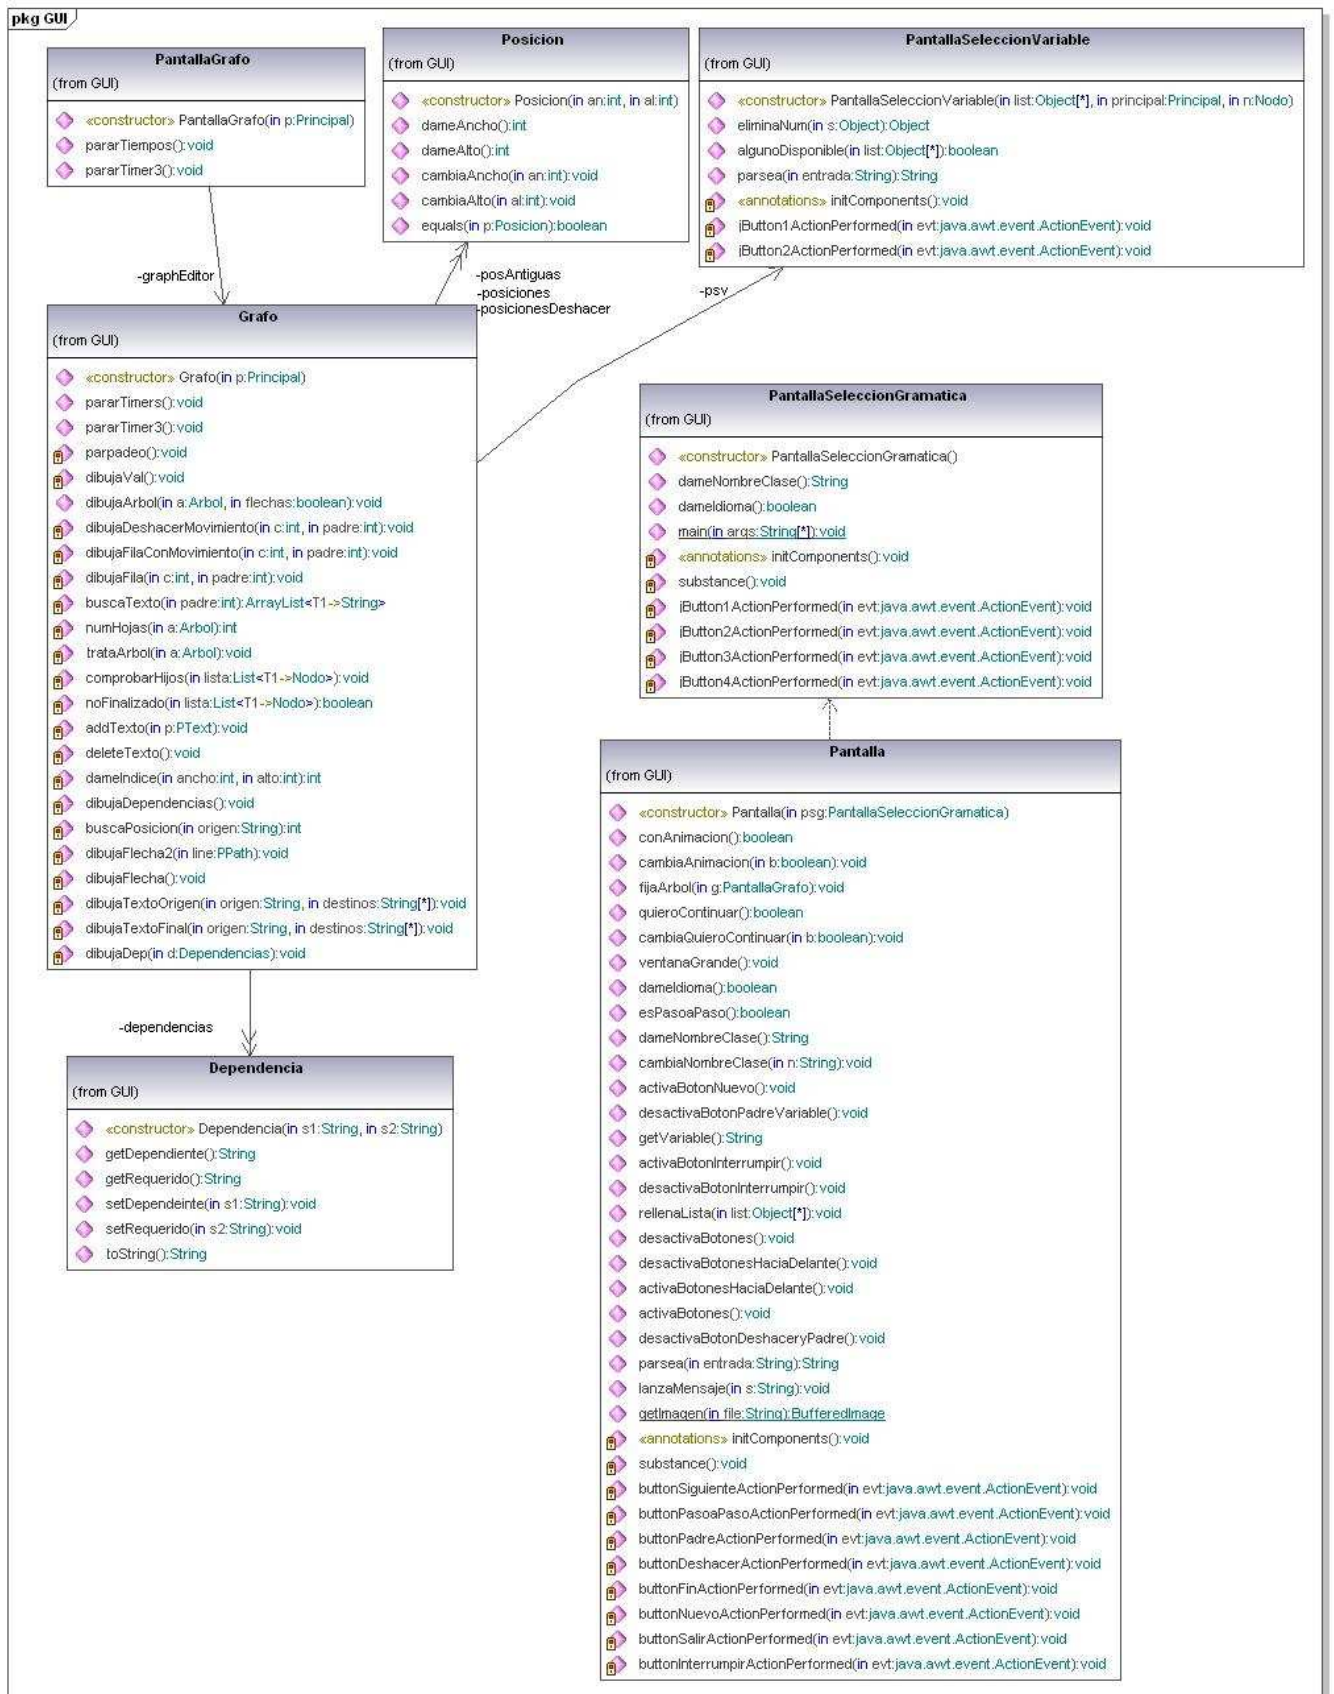 pkg GUI
PantallaGrafo
(from GUI)
«constructor» PantallaGrafo(in p:Principal)
pararTiempos():void
pararTimer3():void
Posicion
(from GUI)
«constructor» Posicion(in an:int, in al:int)
dameAncho():int
dameAlto():int
cambiaAncho(in an:int):void
cambiaAlto(in al:int):void
equals(in p:Posicion):boolean
PantallaSeleccionVariable
(from GUI)
«constructor» PantallaSeleccionVariable(in list:Object[*], in principal:Principal, in n:Nodo)
eliminaNum(in s:Object):Object
algunoDisponible(in list:Object[*]):boolean
parsea(in entrada:String):String
«annotations» initComponents():void
jButton1ActionPerformed(in evt:java.awt.event.ActionEvent):void
jButton2ActionPerformed(in evt:java.awt.event.ActionEvent):void
-graphEditor
-posAntiguas
-posiciones
-posicionesDeshacer
-psv
Grafo
(from GUI)
«constructor» Grafo(in p:Principal)
pararTimers():void
pararTimer3():void
parpadeo():void
dibujaVal():void
dibujaArbol(in a:Arbol, in flechas:boolean):void
dibujaDeshacerMovimiento(in c:int, in padre:int):void
dibujaFilaConMovimiento(in c:int, in padre:int):void
dibujaFila(in c:int, in padre:int):void
buscaTexto(in padre:int):ArrayList<T1->String>
numHojas(in a:Arbol):int
trataArbol(in a:Arbol):void
comprobarHijos(in lista:List<T1->Nodo>):void
noFinalizado(in lista:List<T1->Nodo>):boolean
addTexto(in p:PText):void
deleteTexto():void
dameIndice(in ancho:int, in alto:int):int
dibujaDependencias():void
buscaPosicion(in origen:String):int
dibujaFlecha2(in line:PPath):void
dibujaFlecha():void
dibujaTextoOrigen(in origen:String, in destinos:String[*]):void
dibujaTextoFinal(in origen:String, in destinos:String[*]):void
dibujaDep(in d:Dependencias):void
PantallaSeleccionGramatica
(from GUI)
«constructor» PantallaSeleccionGramatica()
dameNombreClase():String
dameIdioma():boolean
main(in args:String[*]):void
«annotations» initComponents():void
substance():void
jButton1ActionPerformed(in evt:java.awt.event.ActionEvent):void
jButton2ActionPerformed(in evt:java.awt.event.ActionEvent):void
jButton3ActionPerformed(in evt:java.awt.event.ActionEvent):void
jButton4ActionPerformed(in evt:java.awt.event.ActionEvent):void
-dependencias
Dependencia
(from GUI)
«constructor» Dependencia(in s1:String, in s2:String)
getDependiente():String
getRequerido():String
setDependeinte(in s1:String):void
setRequerido(in s2:String):void
toString():String
Pantalla
(from GUI)
«constructor» Pantalla(in psg:PantallaSeleccionGramatica)
conAnimacion():boolean
cambiaAnimacion(in b:boolean):void
fijaArbol(in g:PantallaGrafo):void
quieroContinuar():boolean
cambiaQuieroContinuar(in b:boolean):void
ventanaGrande():void
dameIdioma():boolean
esPasoaPaso():boolean
dameNombreClase():String
cambiaNombreClase(in n:String):void
activaBotonNuevo():void
desactivaBotonPadreVariable():void
getVariable():String
activaBotonInterrumpir():void
desactivaBotonInterrumpir():void
rellenaLista(in list:Object[*]):void
desactivaBotones():void
desactivaBotonesHaciaDelante():void
activaBotonesHaciaDelante():void
activaBotones():void
desactivaBotonDeshaceryPadre():void
parsea(in entrada:String):String
lanzaMensaje(in s:String):void
getImagen(in file:String):BufferedImage
«annotations» initComponents():void
substance():void
buttonSiguienteActionPerformed(in evt:java.awt.event.ActionEvent):void
buttonPasoaPasoActionPerformed(in evt:java.awt.event.ActionEvent):void
buttonPadreActionPerformed(in evt:java.awt.event.ActionEvent):void
buttonDeshacerActionPerformed(in evt:java.awt.event.ActionEvent):void
buttonFinActionPerformed(in evt:java.awt.event.ActionEvent):void
buttonNuevoActionPerformed(in evt:java.awt.event.ActionEvent):void
buttonSalirActionPerformed(in evt:java.awt.event.ActionEvent):void
buttonInterrumpirActionPerformed(in evt:java.awt.event.ActionEvent):void